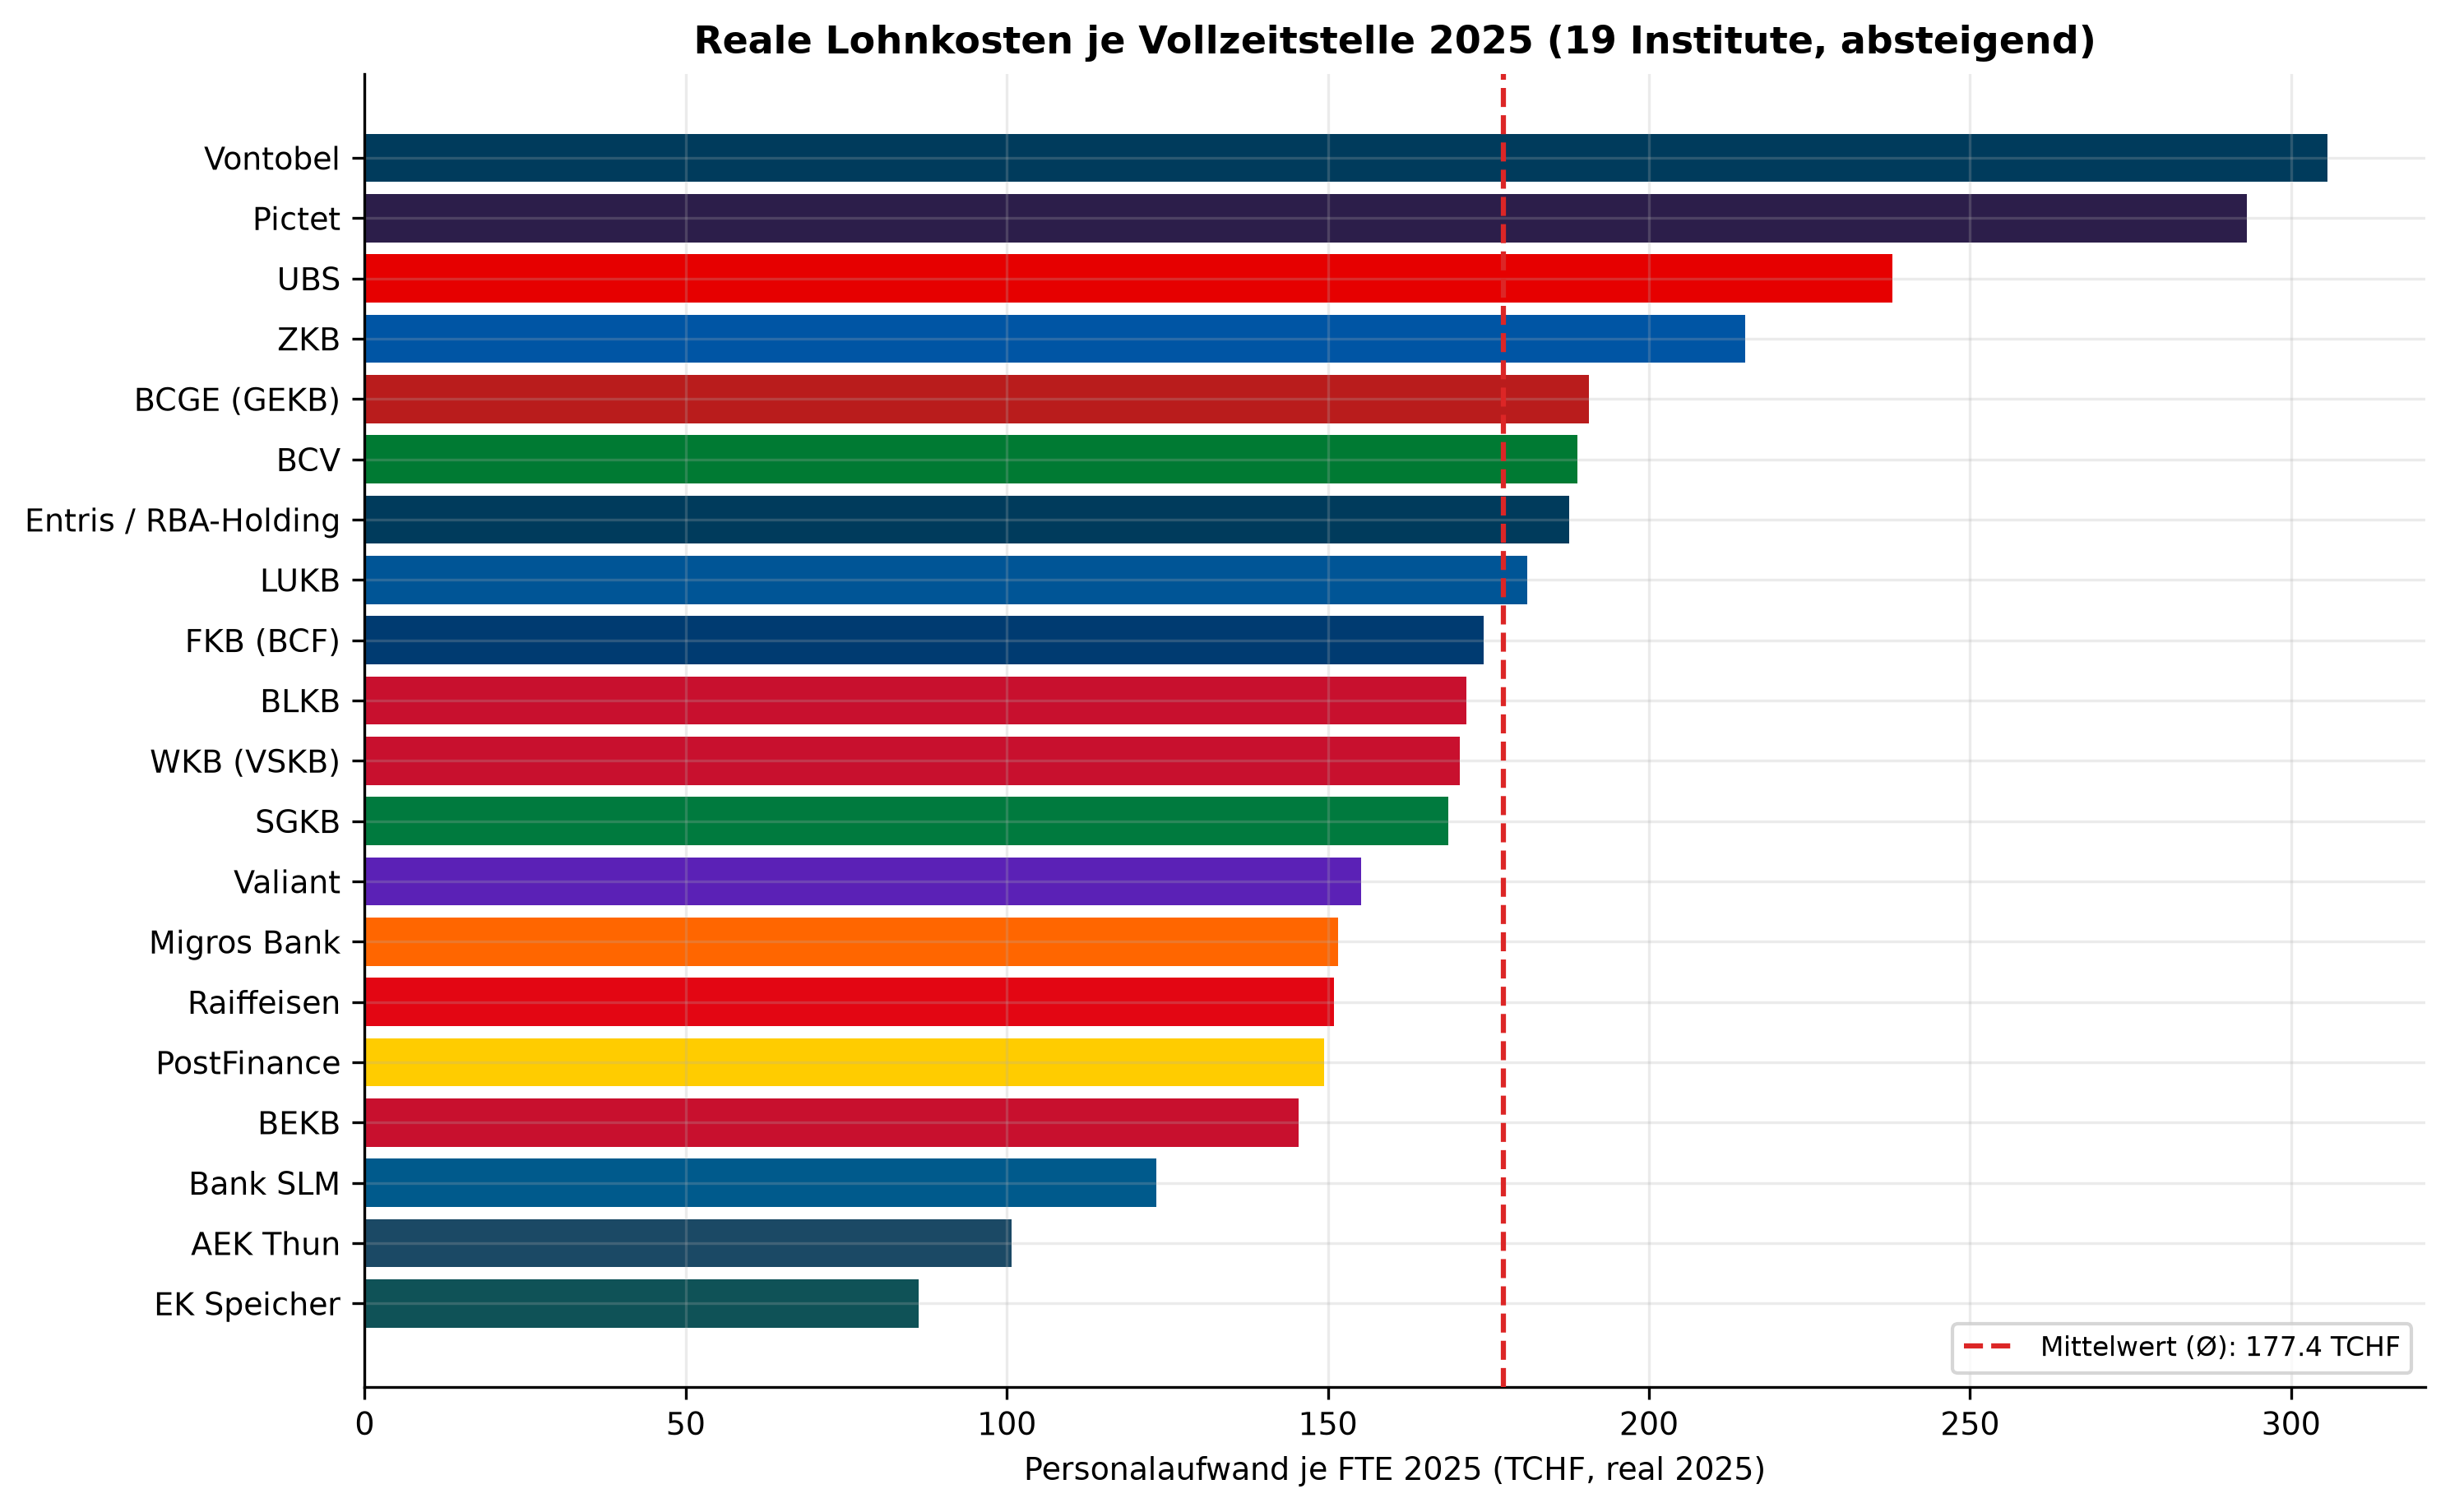 Reale Lohnkosten je Vollzeitstelle 2025 (19 Institute, absteigend)
Vontobel
Pictet
UBS
ZKB
BCGE (GEKB)
BCV
Entris / RBA-Holding
LUKB
FKB (BCF)
BLKB
WKB (VSKB)
SGKB
Valiant
Migros Bank
Raiffeisen
PostFinance
BEKB
Bank SLM
AEK Thun
EK Speicher
Mittelwert (Ø): 177.4 TCHF
0 50 100 150 200 250 300
Personalaufwand je FTE 2025 (TCHF, real 2025)